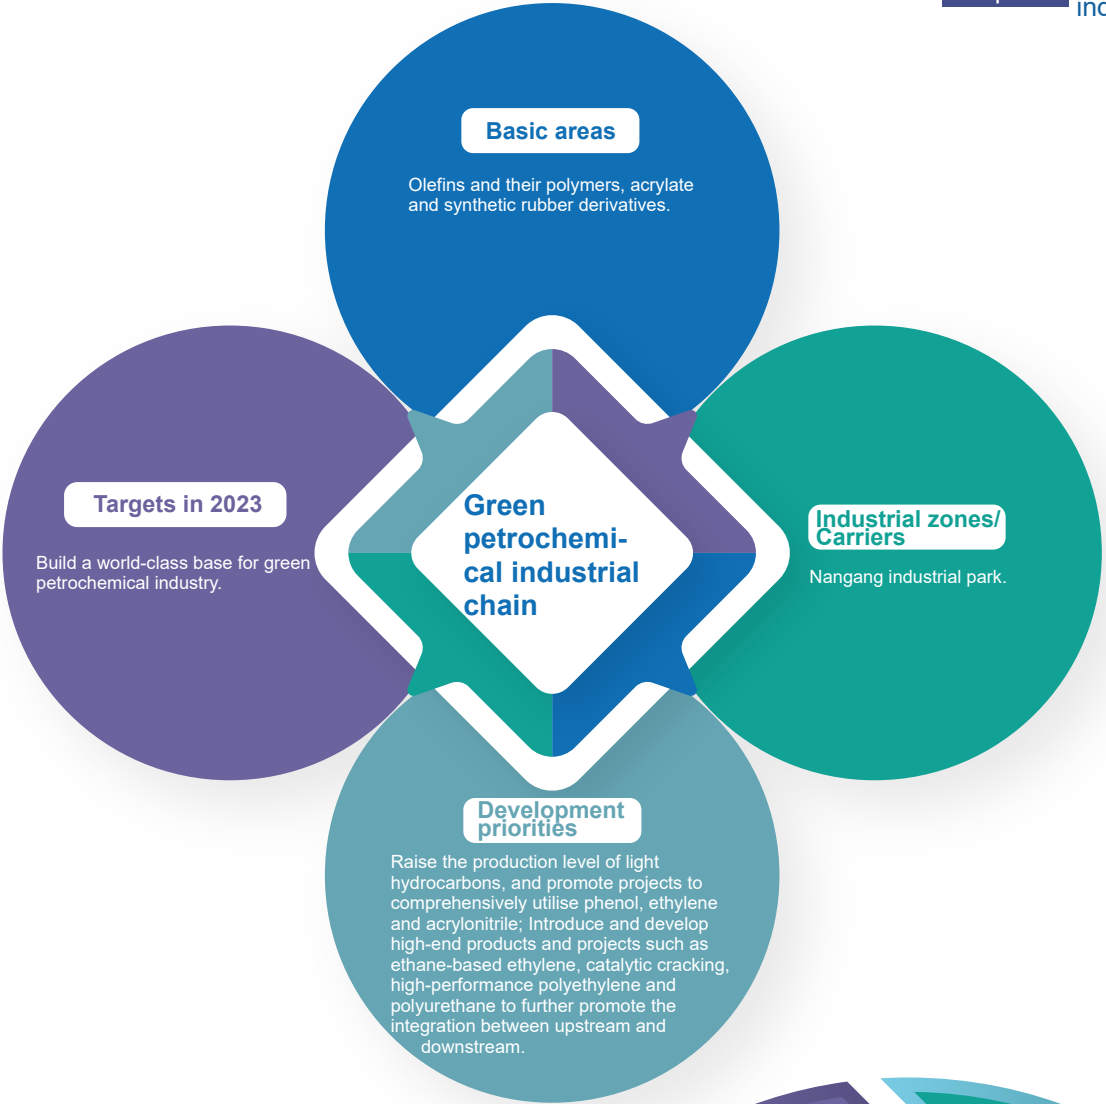 Basic areas
Olefins and their polymers, acrylate
and synthetic rubber derivatives.
Targets in 2023
Build a world-class base for green
petrochemical industry.
Green
petrochemi-
cal industrial
chain
Industrial zones/
Carriers
Nangang industrial park.
Development
priorities
Raise the production level of light
hydrocarbons, and promote projects to
comprehensively utilise phenol, ethylene
and acrylonitrile; Introduce and develop
high-end products and projects such as
ethane-based ethylene, catalytic cracking,
high-performance polyethylene and
polyurethane to further promote the
integration between upstream and
downstream.